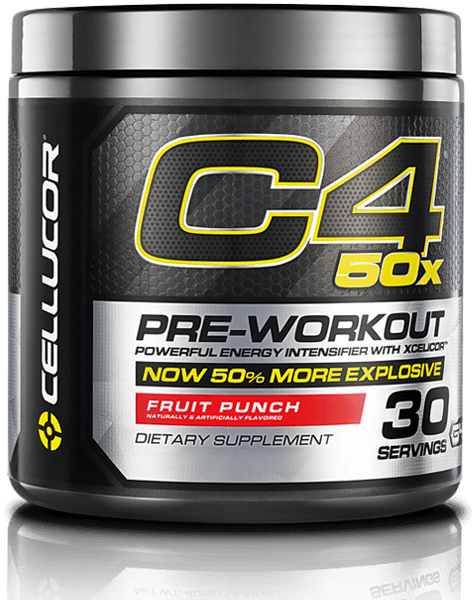 CELLUCOR®
C4
50x
PRE-WORKOUT
POWERFUL ENERGY INTENSIFIER WITH XCELICOR™
NOW 50% MORE EXPLOSIVE
FRUIT PUNCH
NATURALLY & ARTIFICIALLY FLAVORED
DIETARY SUPPLEMENT
30
SERVINGS